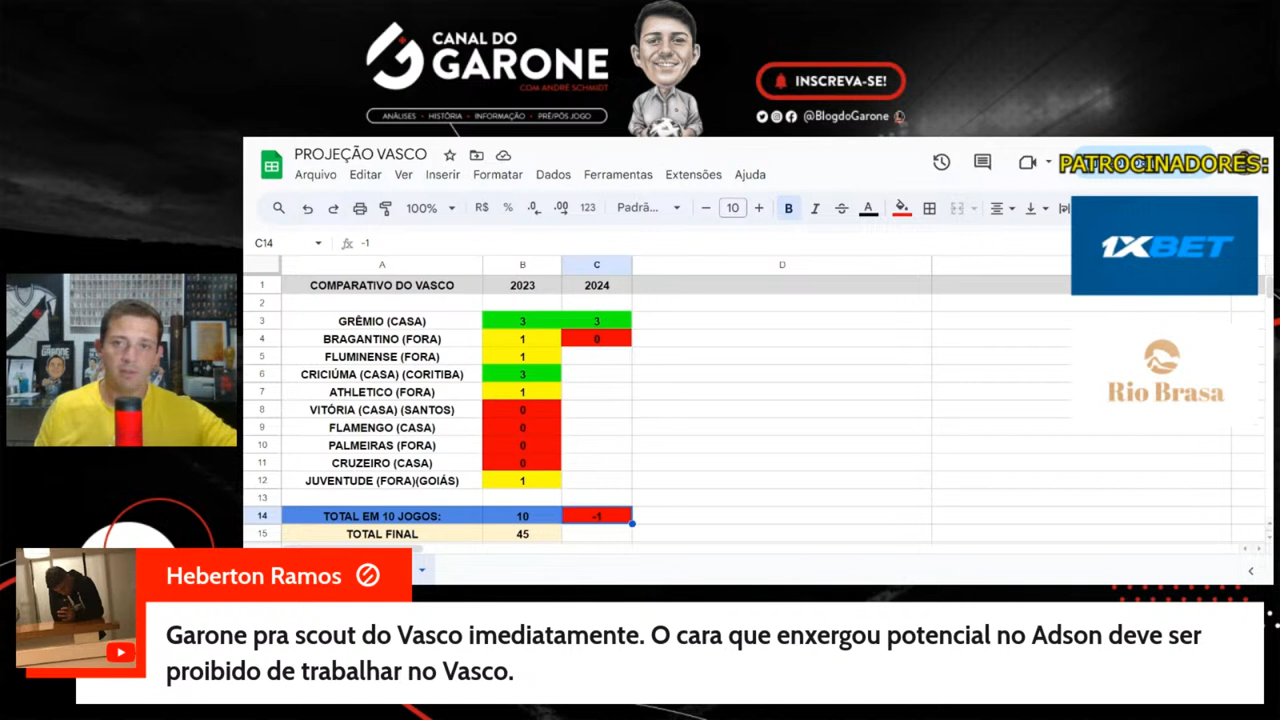 CANAL DO
GARONE
COM ANDRÉ SCHMIDT
ANÁLISES • HISTÓRIA • INFORMAÇÃO • PRÉ/PÓS JOGO
INSCREVA-SE!
@BlogdoGarone
PROJEÇÃO VASCO
PATROCINADORES:
Arquivo Editar Ver Inserir Formatar Dados Ferramentas Extensões Ajuda
100% R$ % .0 .00 123 Padrã... − 10 + B I S A
C14 fx -1
A B C D
1 COMPARATIVO DO VASCO 2023 2024
2
3 GRÊMIO (CASA) 3 3
4 BRAGANTINO (FORA) 1 0
5 FLUMINENSE (FORA) 1
6 CRICIÚMA (CASA) (CORITIBA) 3
7 ATHLETICO (FORA) 1
8 VITÓRIA (CASA) (SANTOS) 0
9 FLAMENGO (CASA) 0
10 PALMEIRAS (FORA) 0
11 CRUZEIRO (CASA) 0
12 JUVENTUDE (FORA)(GOIÁS) 1
13
14 TOTAL EM 10 JOGOS: 10 -1
15 TOTAL FINAL 45
1XBET
Rio Brasa
GARONE
Heberton Ramos
Garone pra scout do Vasco imediatamente. O cara que enxergou potencial no Adson deve ser
proibido de trabalhar no Vasco.